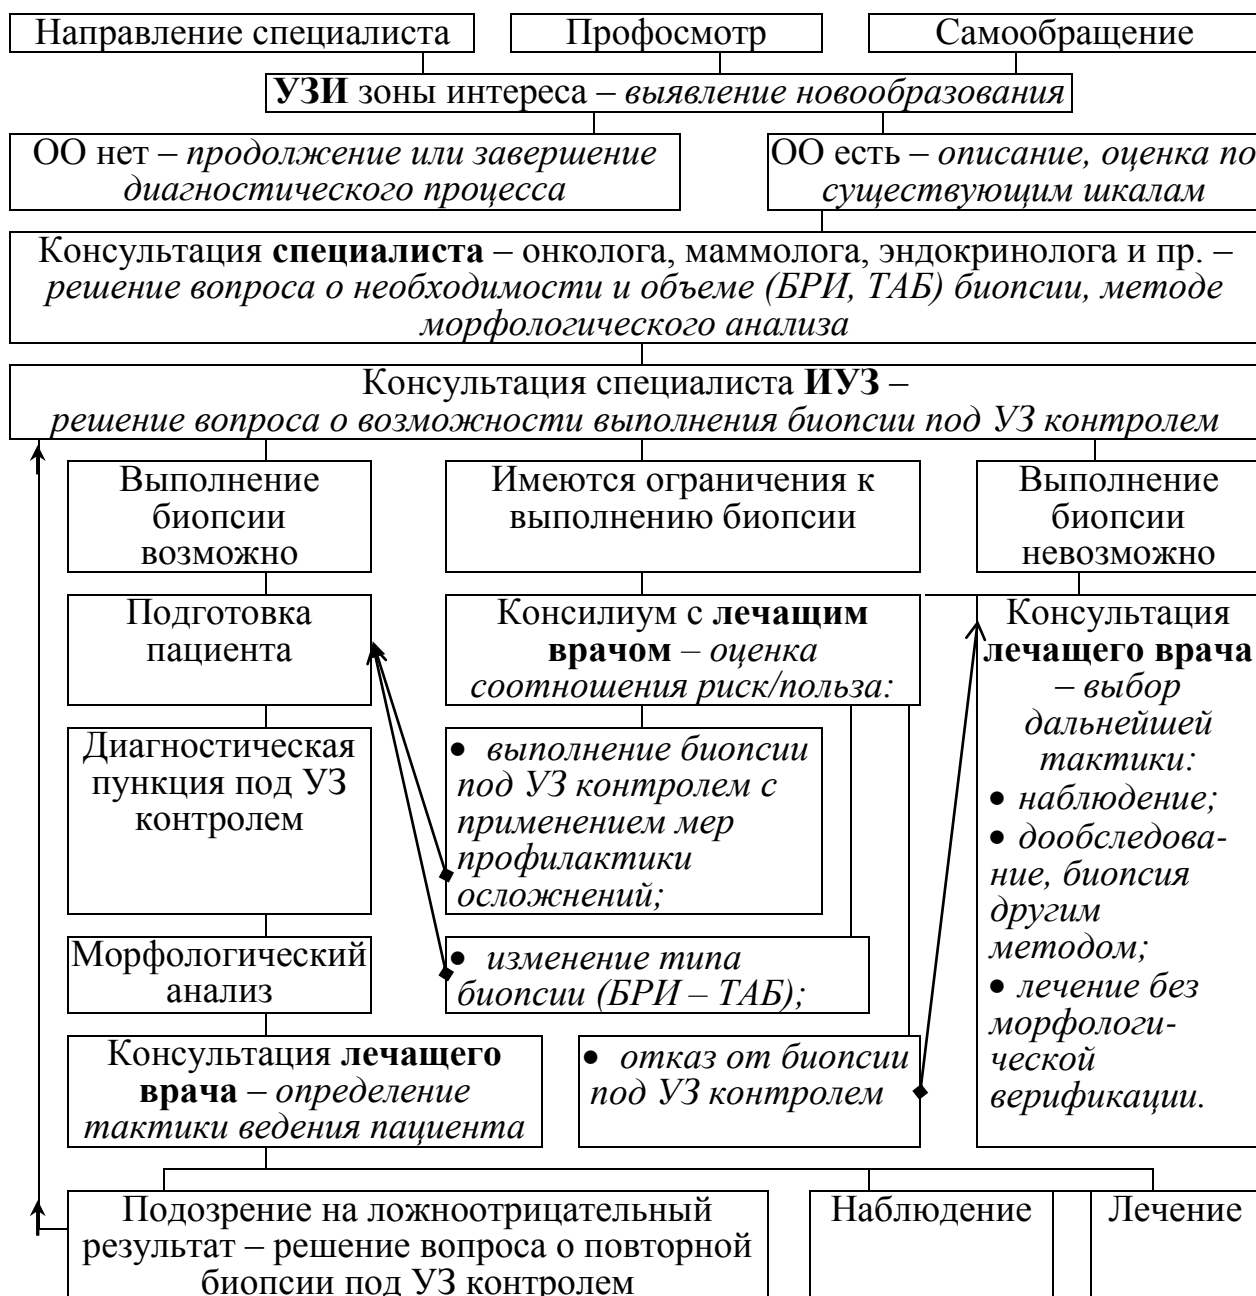 Направление специалиста
Профосмотр
Самообращение
УЗИ зоны интереса – выявление новообразования
ОО нет – продолжение или завершение
диагностического процесса
ОО есть – описание, оценка по
существующим шкалам
Консультация специалиста – онколога, маммолога, эндокринолога и пр. –
решение вопроса о необходимости и объеме (БРИ, ТАБ) биопсии, методе
морфологического анализа
Консультация специалиста ИУЗ –
решение вопроса о возможности выполнения биопсии под УЗ контролем
Выполнение
биопсии
возможно
Имеются ограничения к
выполнению биопсии
Выполнение
биопсии
невозможно
Подготовка
пациента
Консилиум с лечащим
врачом – оценка
соотношения риск/польза:
Консультация
лечащего врача
– выбор
дальнейшей
тактики:
• наблюдение;
• дообследова-
ние, биопсия
другим
методом;
• лечение без
морфологи-
ческой
верификации.
Диагностическая
пункция под УЗ
контролем
• выполнение биопсии
под УЗ контролем с
применением мер
профилактики
осложнений;
Морфологический
анализ
• изменение типа
биопсии (БРИ – ТАБ);
Консультация лечащего
врача – определение
тактики ведения пациента
• отказ от биопсии
под УЗ контролем
Подозрение на ложноотрицательный
результат – решение вопроса о повторной
биопсии под УЗ контролем
Наблюдение
Лечение